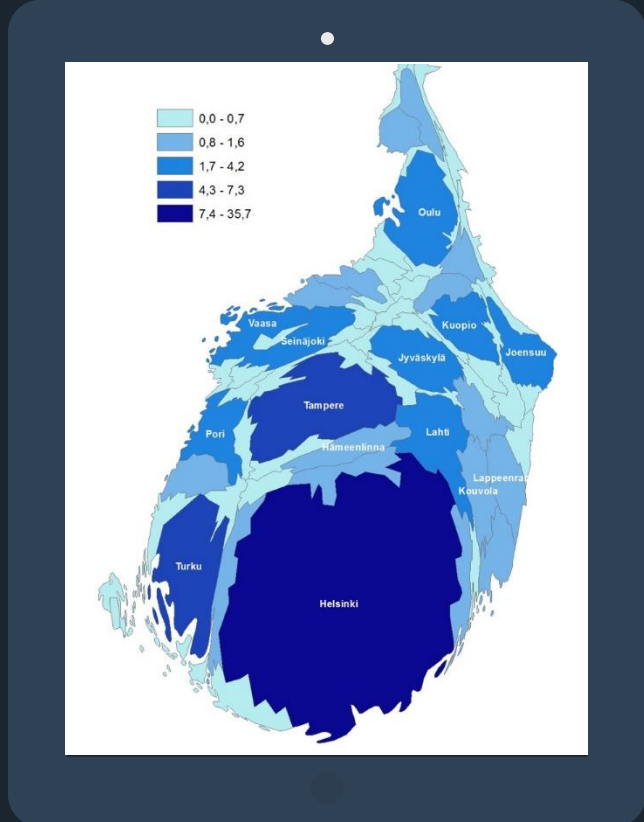 0,0 - 0,7
0,8 - 1,6
1,7 - 4,2
4,3 - 7,3
7,4 - 35,7
Oulu
Vaasa
Seinäjoki
Kuopio
Joensuu
Jyväskylä
Tampere
Pori
Lahti
Hämeenlinna
Lappeenran
Kouvola
Turku
Helsinki